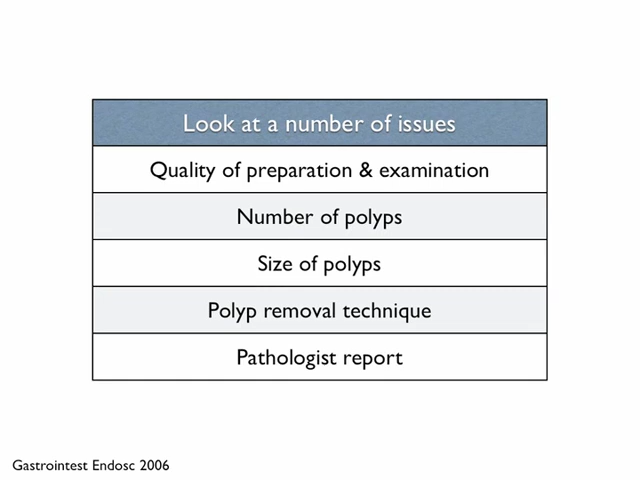 Look at a number of issues
Quality of preparation & examination
Number of polyps
Size of polyps
Polyp removal technique
Pathologist report
Gastrointest Endosc 2006